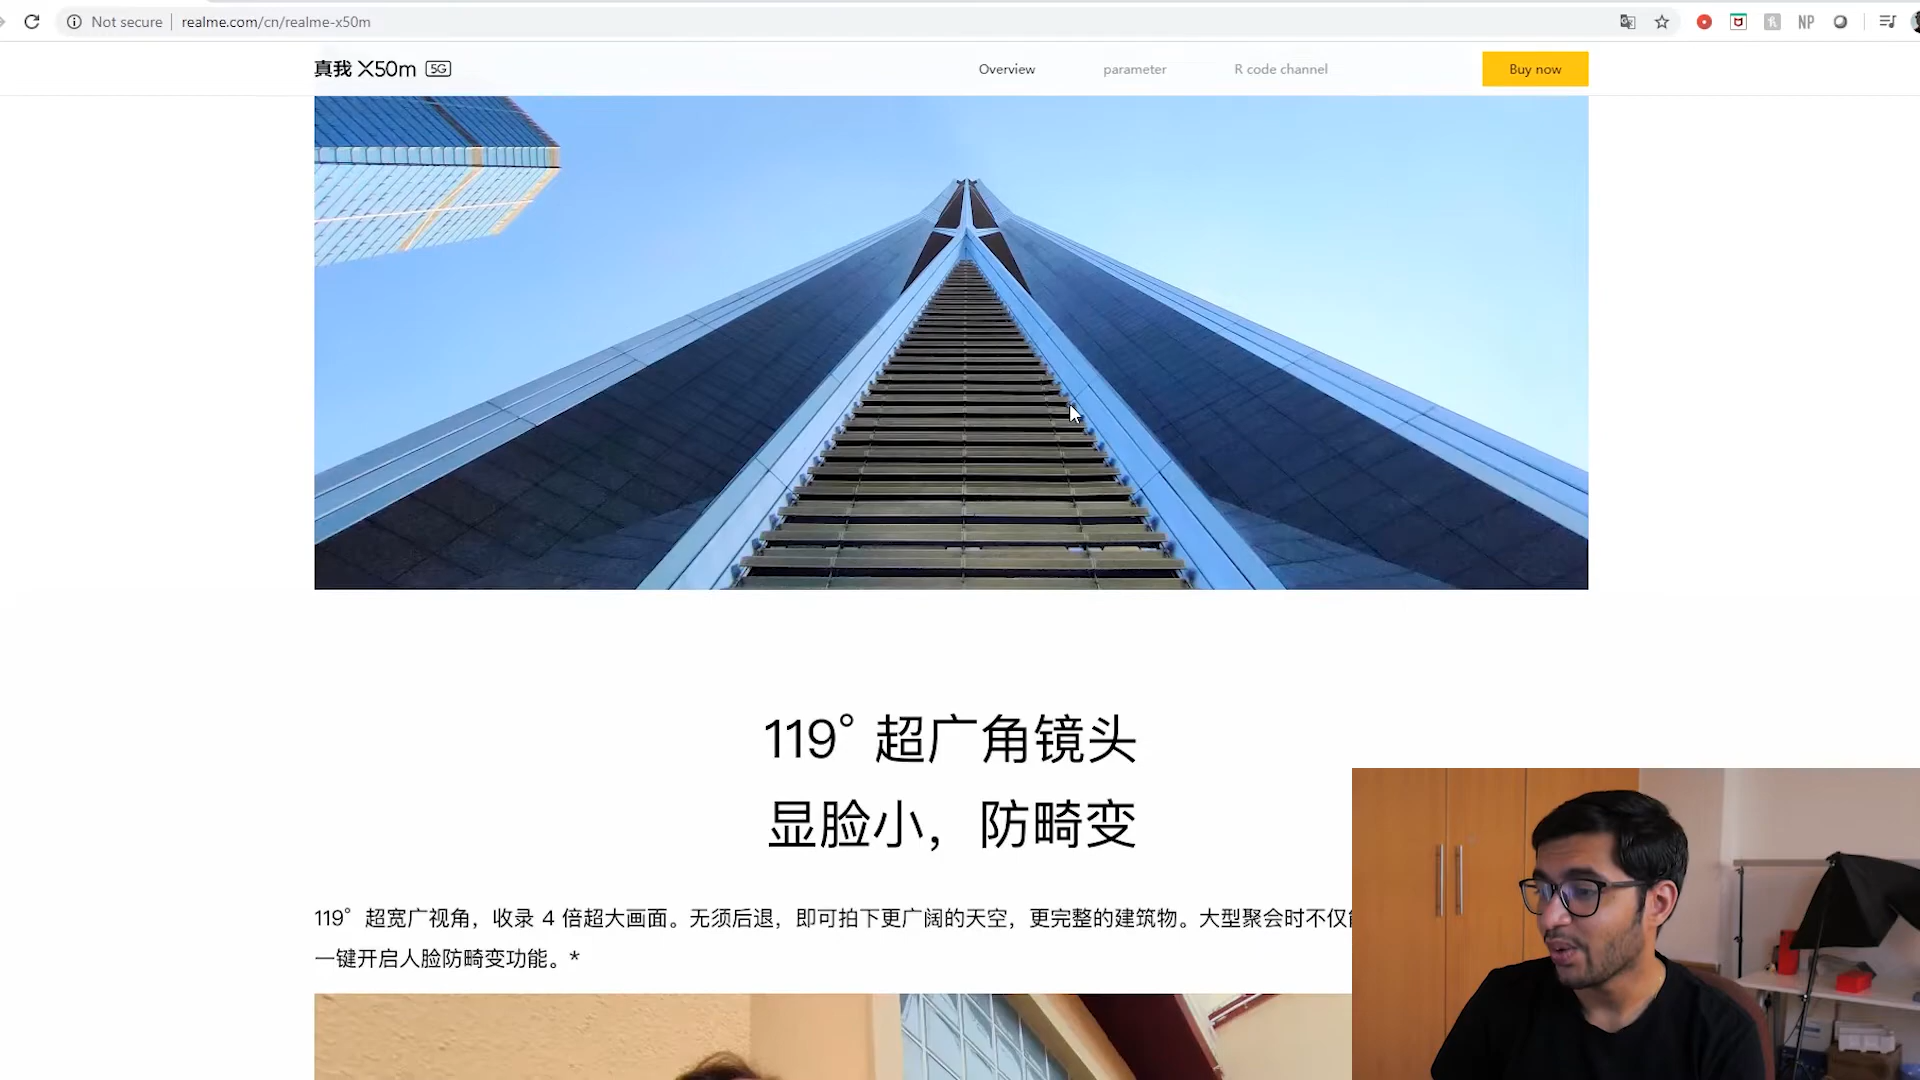 Not secure realme.com/cn/realme-x50m NP
真我 X50m 5G Overview parameter R code channel Buy now
119° 超广角镜头
显脸小，防畸变
119° 超宽广视角，收录 4 倍超大画面。无须后退，即可拍下更广阔的天空，更完整的建筑物。大型聚会时不仅
一键开启人脸防畸变功能。*